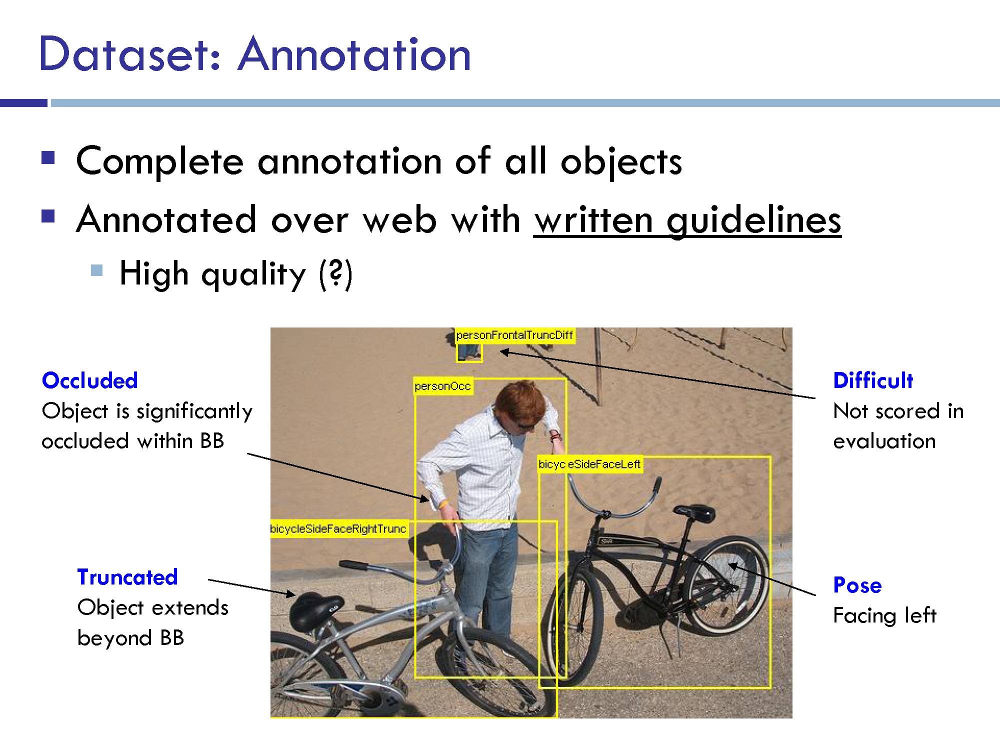 Dataset: Annotation
Complete annotation of all objects
Annotated over web with written guidelines
High quality (?)
personFrontalTruncDiff
Occluded
Object is significantly
occluded within BB
personOcc
Difficult
Not scored in
evaluation
bicyc eSideFaceLeft
bicycleSideFaceRightTrunc
Truncated
Object extends
beyond BB
Pose
Facing left